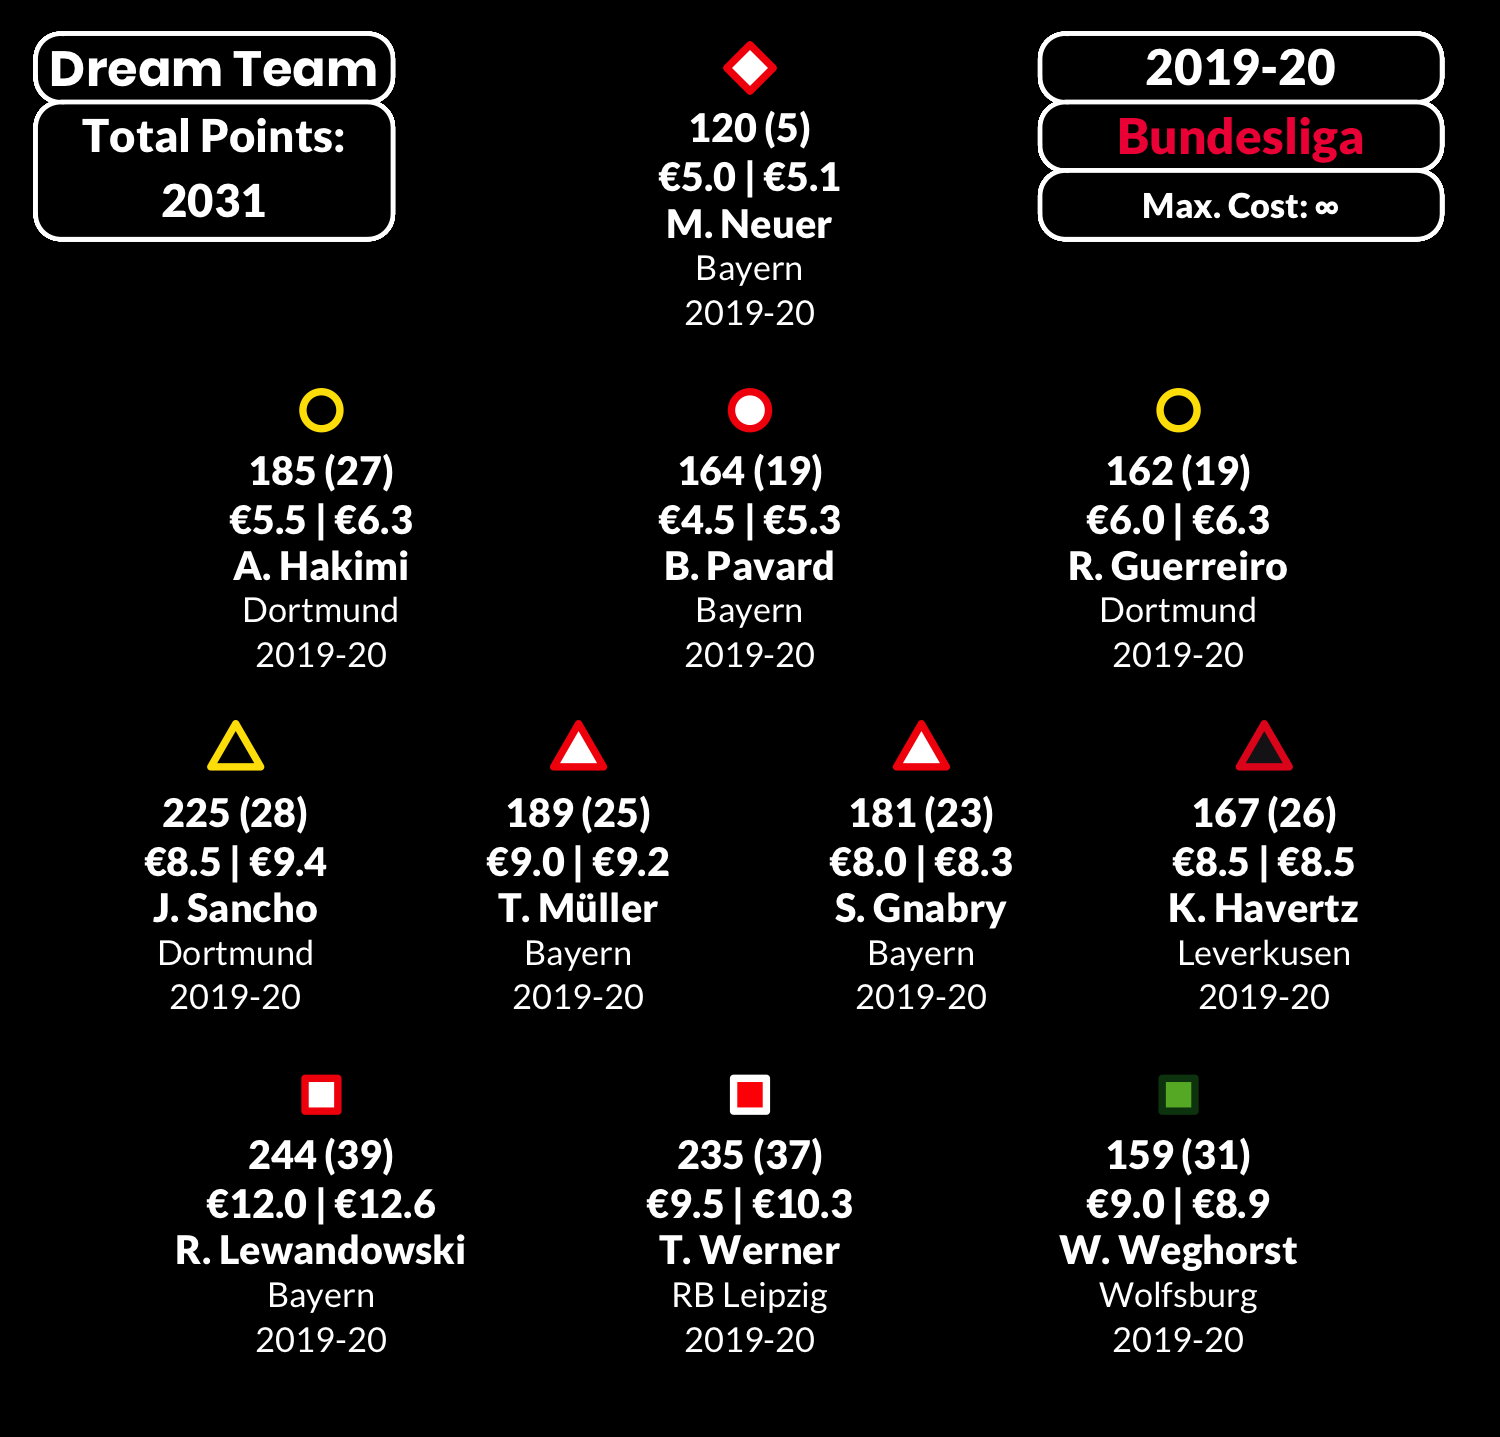 Dream Team
Total Points:
2031
2019-20
Bundesliga
Max. Cost: ∞
120 (5)
€5.0 | €5.1
M. Neuer
Bayern
2019-20
185 (27)
€5.5 | €6.3
A. Hakimi
Dortmund
2019-20
164 (19)
€4.5 | €5.3
B. Pavard
Bayern
2019-20
162 (19)
€6.0 | €6.3
R. Guerreiro
Dortmund
2019-20
225 (28)
€8.5 | €9.4
J. Sancho
Dortmund
2019-20
189 (25)
€9.0 | €9.2
T. Müller
Bayern
2019-20
181 (23)
€8.0 | €8.3
S. Gnabry
Bayern
2019-20
167 (26)
€8.5 | €8.5
K. Havertz
Leverkusen
2019-20
244 (39)
€12.0 | €12.6
R. Lewandowski
Bayern
2019-20
235 (37)
€9.5 | €10.3
T. Werner
RB Leipzig
2019-20
159 (31)
€9.0 | €8.9
W. Weghorst
Wolfsburg
2019-20